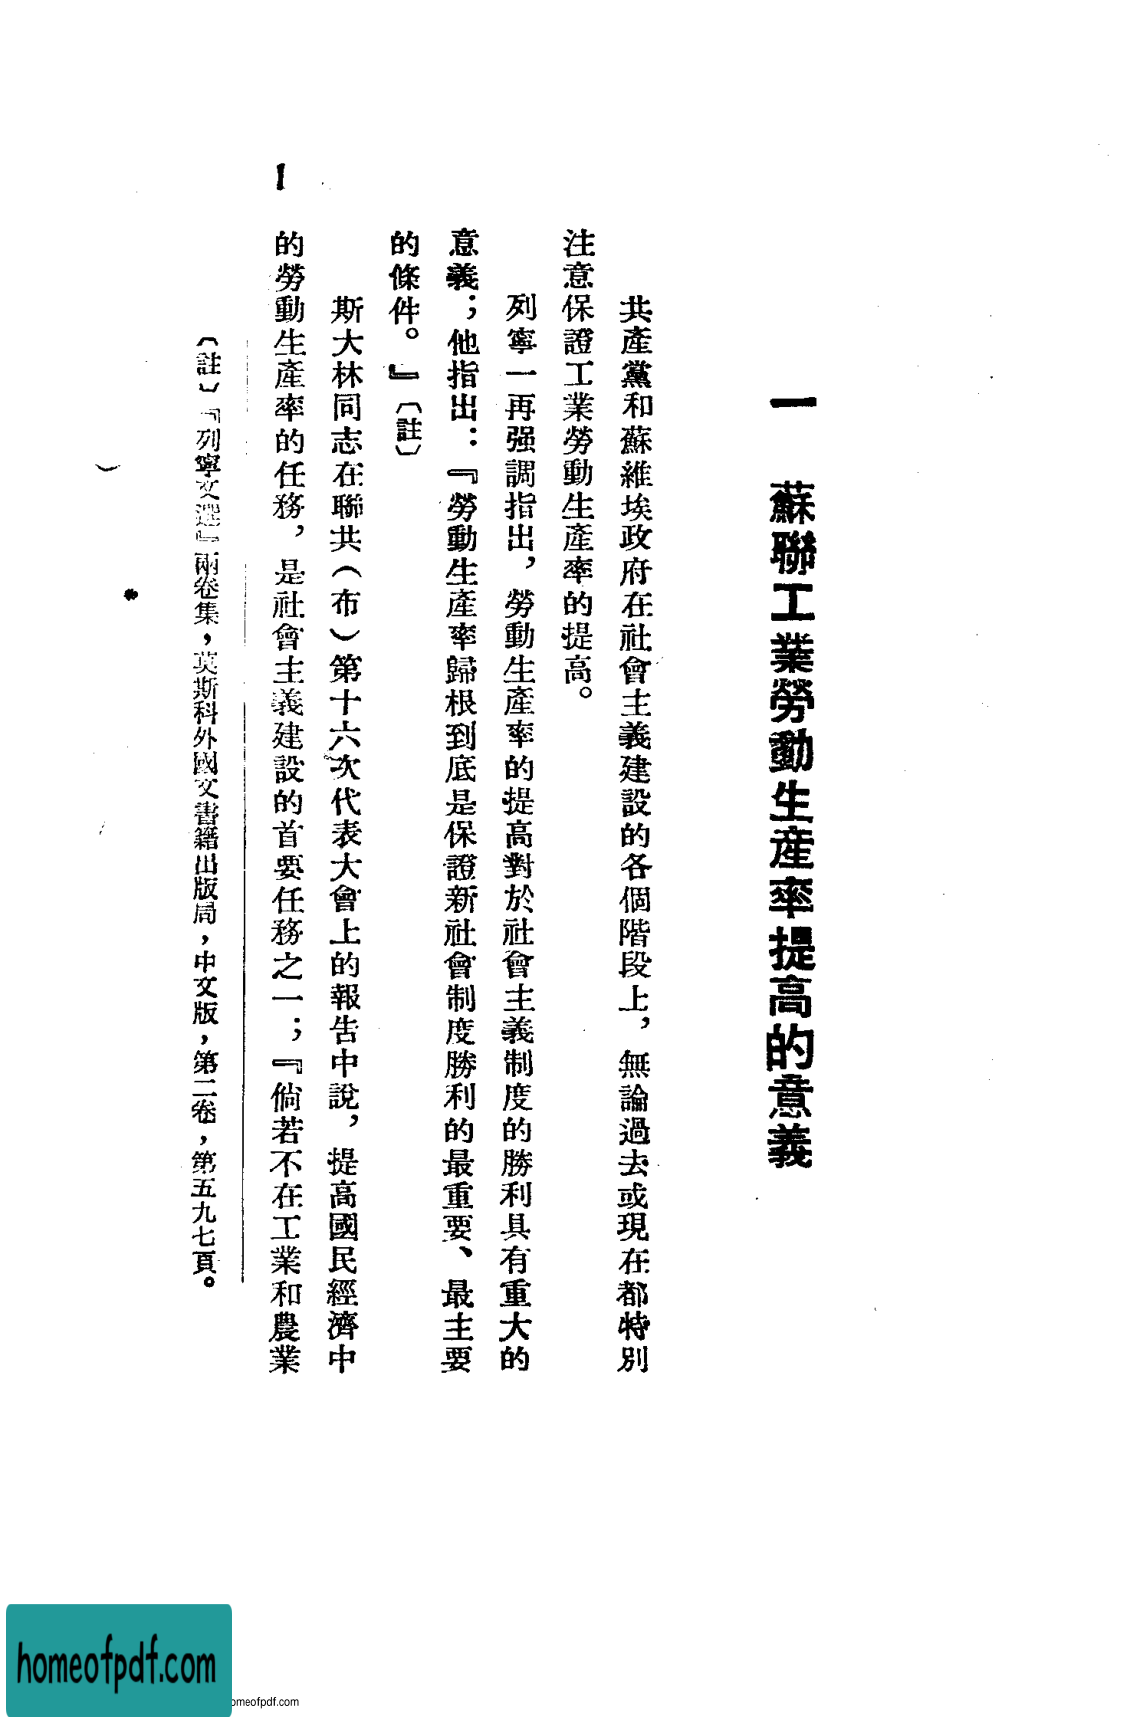 一　蘇聯工業勞動生産率提高的意義
共産黨和蘇維埃政府在社會主義建設的各個階段上，無論過去或現在都特別
注意保證工業勞動生産率的提高。
列寧一再强調指出，勞動生産率的提高對於社會主義制度的勝利具有重大的
意義；他指出：『勞動生産率歸根到底是保證新社會制度勝利的最重要、最主要
的條件。』〔註〕
斯大林同志在聯共（布）第十六次代表大會上的報告中說，提高國民經濟中
的勞動生産率的任務，是社會主義建設的首要任務之一；『倘若不在工業和農業
〔註〕『列寧文選』兩卷集，莫斯科外國文書籍出版局，中文版，第二卷，第五九七頁。
1
homeofpdf.com
omeofpdf.com